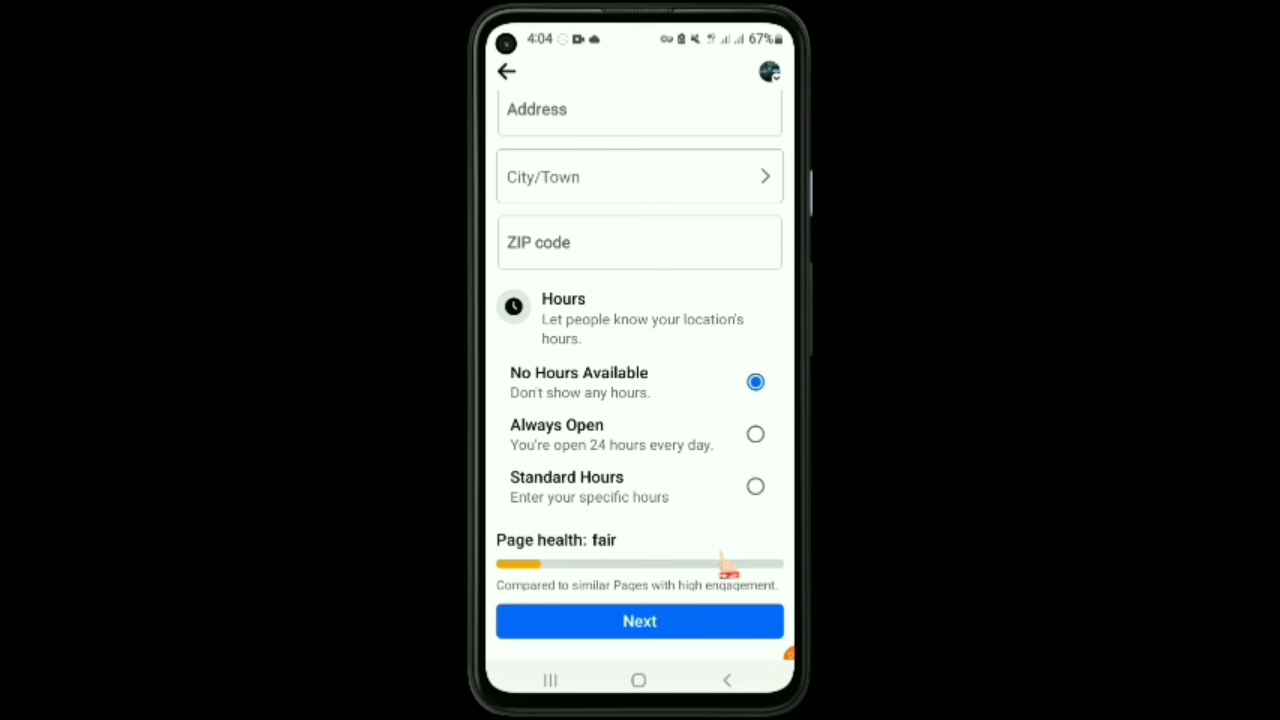 4:04
67%
Address
City/Town
ZIP code
Hours
Let people know your location's
hours.
No Hours Available
Don't show any hours.
Always Open
You're open 24 hours every day.
Standard Hours
Enter your specific hours
Page health: fair
Compared to similar Pages with high engagement.
Next